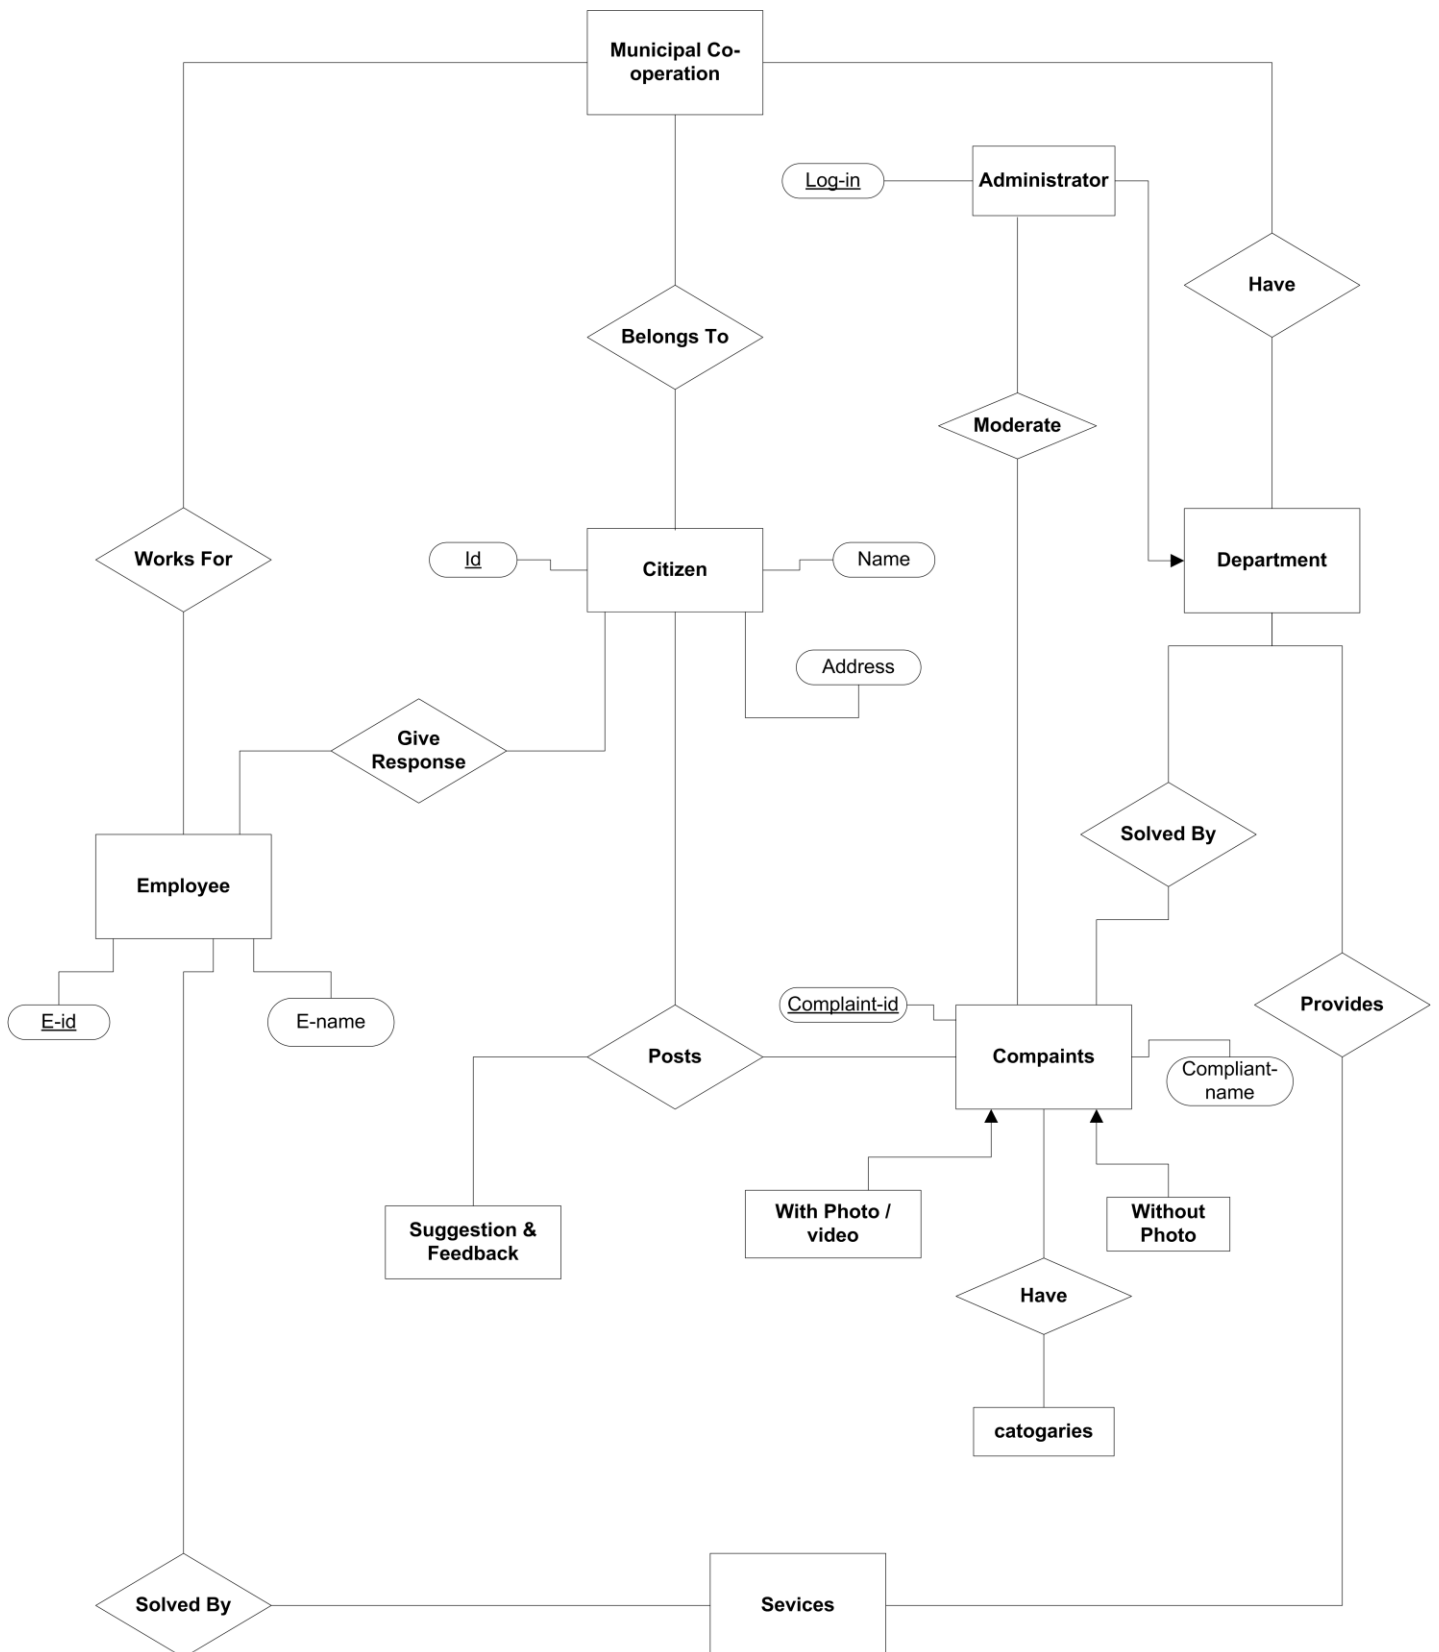 Municipal Co-
operation
Log-in
Administrator
Have
Belongs To
Moderate
Works For
Id
Citizen
Name
Department
Address
Give
Response
Solved By
Employee
E-id
E-name
Complaint-id
Provides
Posts
Compaints
Compliant-
name
Suggestion &
Feedback
With Photo /
video
Without
Photo
Have
catogaries
Solved By
Sevices